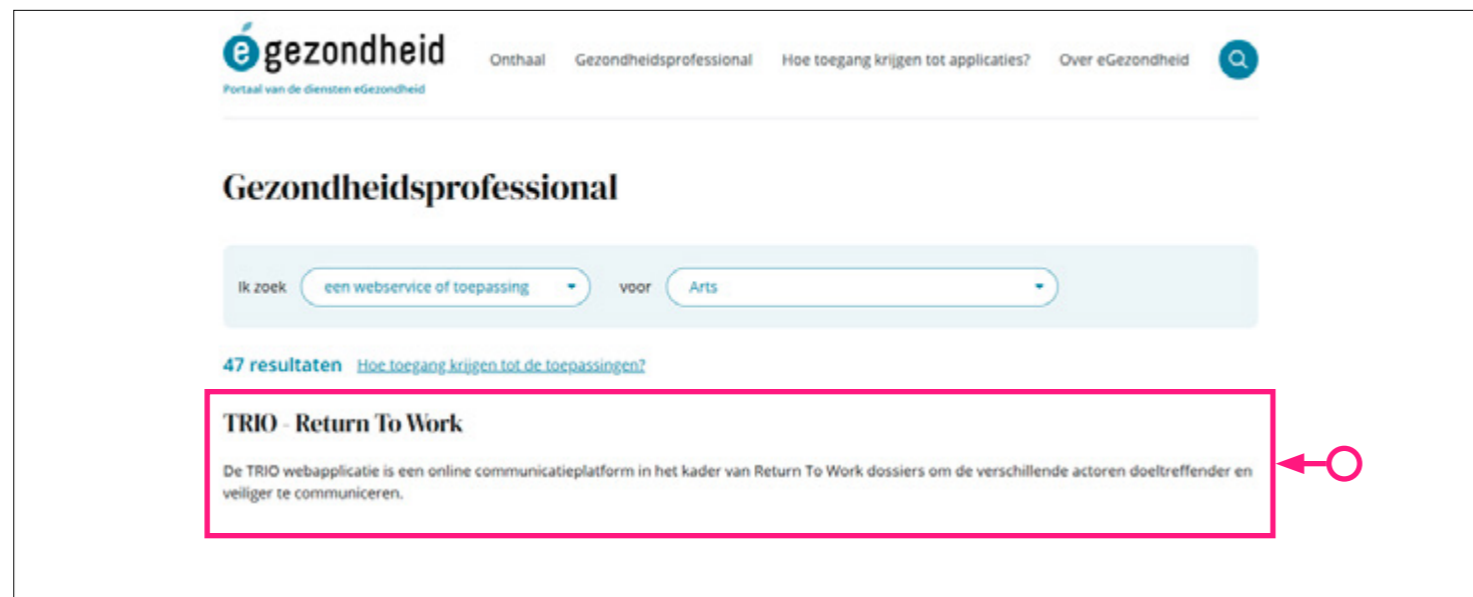 égezondheid
Portaal van de diensten eGezondheid
Onthaal Gezondheidsprofessional Hoe toegang krijgen tot applicaties? Over eGezondheid
Gezondheidsprofessional
Ik zoek een webservice of toepassing voor Arts
47 resultaten Hoe toegang krijgen tot de toepassingen?
TRIO - Return To Work
De TRIO webapplicatie is een online communicatieplatform in het kader van Return To Work dossiers om de verschillende actoren doeltreffender en
veiliger te communiceren.